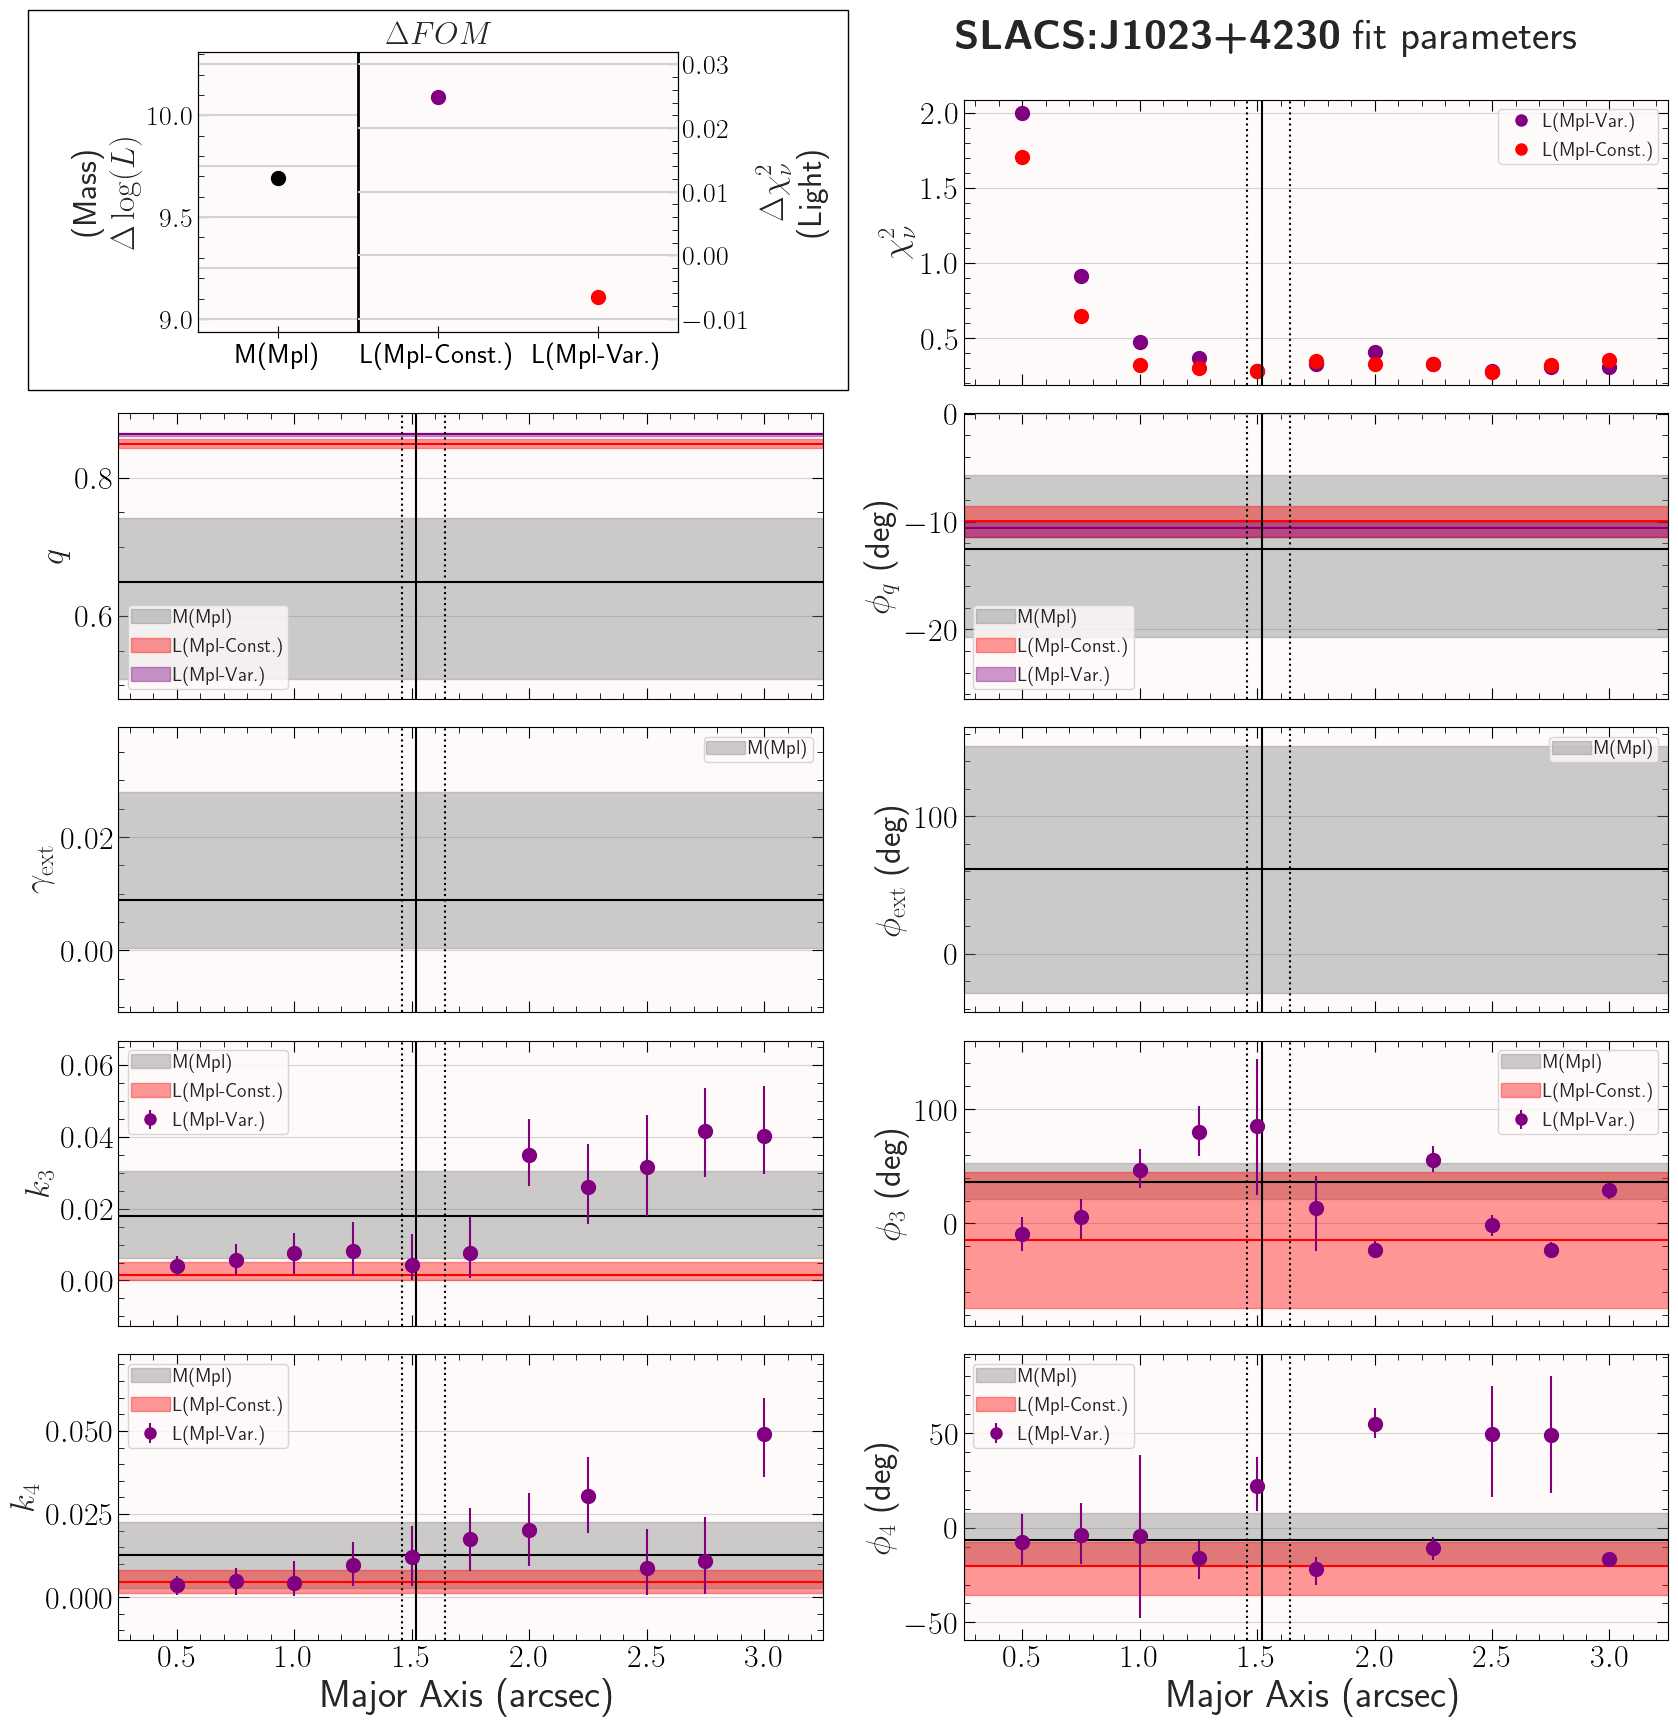 ΔFOM
SLACS:J1023+4230 fit parameters
(Mass)
Δ log(L)
10.0
9.5
9.0
0.03
0.02
0.01
0.00
−0.01
Δχ²ᵥ
(Light)
M(Mpl)
L(Mpl-Const.)
L(Mpl-Var.)
χ²ᵥ
2.0
1.5
1.0
0.5
L(Mpl-Var.)
L(Mpl-Const.)
q
0.8
0.6
M(Mpl)
L(Mpl-Const.)
L(Mpl-Var.)
ϕq (deg)
0
−10
−20
M(Mpl)
L(Mpl-Const.)
L(Mpl-Var.)
γext
0.02
0.00
M(Mpl)
ϕext (deg)
100
0
M(Mpl)
k3
0.06
0.04
0.02
0.00
M(Mpl)
L(Mpl-Const.)
L(Mpl-Var.)
ϕ3 (deg)
100
0
M(Mpl)
L(Mpl-Const.)
L(Mpl-Var.)
k4
0.050
0.025
0.000
M(Mpl)
L(Mpl-Const.)
L(Mpl-Var.)
0.5 1.0 1.5 2.0 2.5 3.0
Major Axis (arcsec)
ϕ4 (deg)
50
0
−50
M(Mpl)
L(Mpl-Const.)
L(Mpl-Var.)
0.5 1.0 1.5 2.0 2.5 3.0
Major Axis (arcsec)